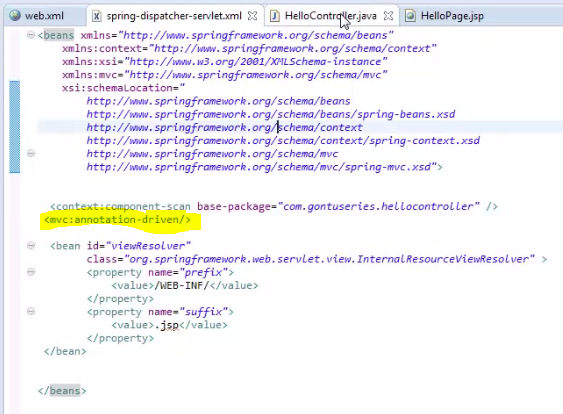 web.xml spring-dispatcher-servlet.xml HelloController.java HelloPage.jsp
<beans xmlns="http://www.springframework.org/schema/beans"
xmlns:context="http://www.springframework.org/schema/context"
xmlns:xsi="http://www.w3.org/2001/XMLSchema-instance"
xmlns:mvc="http://www.springframework.org/schema/mvc"
xsi:schemaLocation="
http://www.springframework.org/schema/beans
http://www.springframework.org/schema/beans/spring-beans.xsd
http://www.springframework.org/schema/context
http://www.springframework.org/schema/context/spring-context.xsd
http://www.springframework.org/schema/mvc
http://www.springframework.org/schema/mvc/spring-mvc.xsd">
<context:component-scan base-package="com.gontuseries.hellocontroller" />
<mvc:annotation-driven/>
<bean id="viewResolver"
class="org.springframework.web.servlet.view.InternalResourceViewResolver" >
<property name="prefix">
<value>/WEB-INF/</value>
</property>
<property name="suffix">
<value>.jsp</value>
</property>
</bean>
</beans>